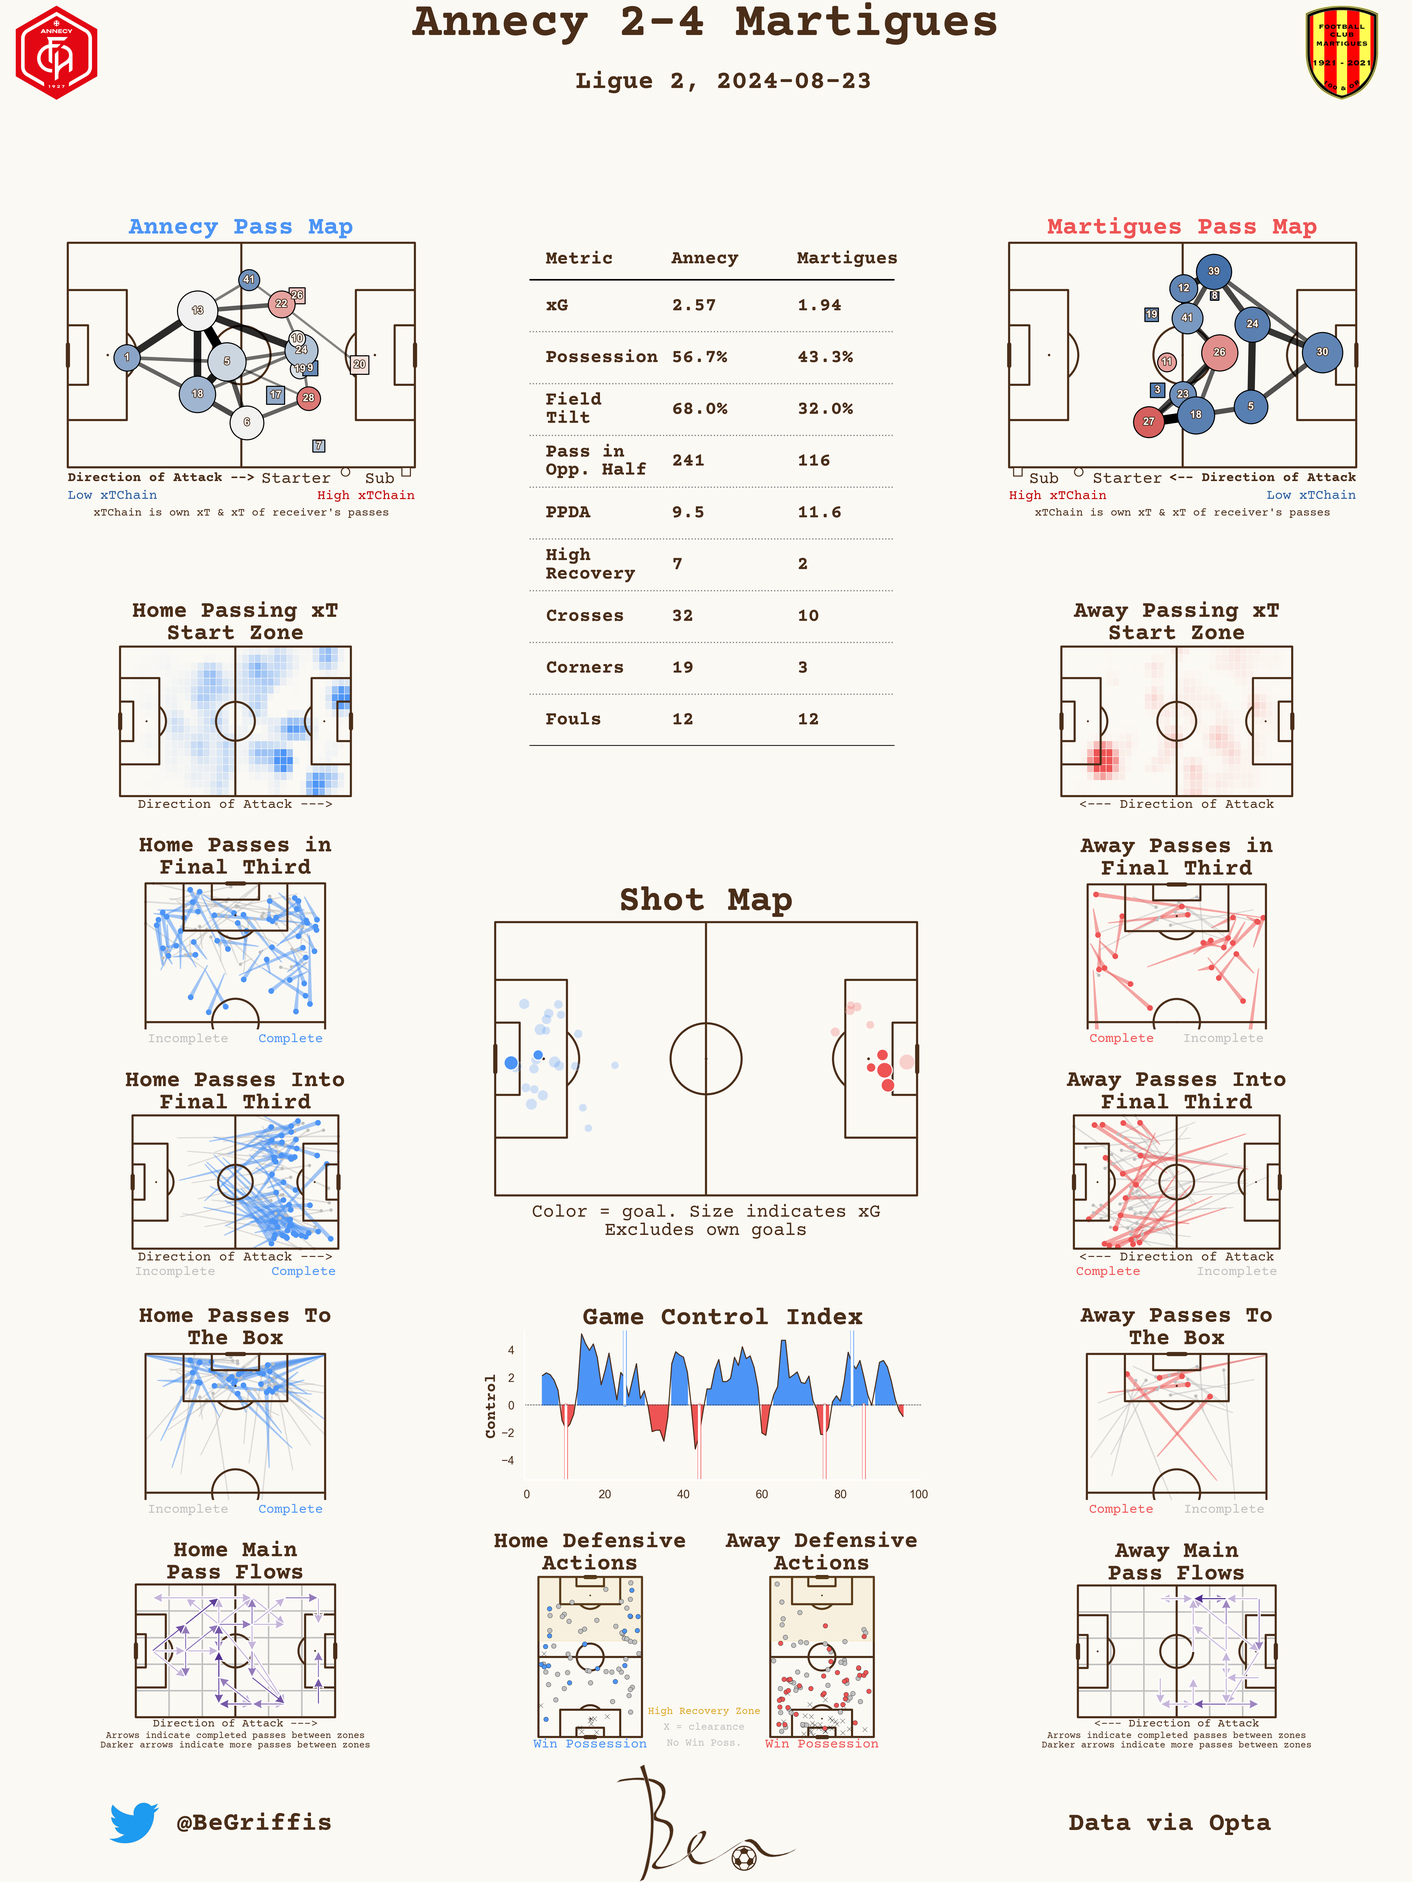 Annecy 2-4 Martigues
Ligue 2, 2024-08-23
ANNECY
1927
FOOTBALL
CLUB
MARTIGUES
1921 - 2021
Annecy Pass Map
41
26
22
13
10
24
1
5
19
9
20
18
17
28
6
7
Direction of Attack --> Starter Sub
Low xTChain High xTChain
xTChain is own xT & xT of receiver's passes
Metric Annecy Martigues
xG 2.57 1.94
Possession 56.7% 43.3%
Field
Tilt 68.0% 32.0%
Pass in
Opp. Half 241 116
PPDA 9.5 11.6
High
Recovery 7 2
Crosses 32 10
Corners 19 3
Fouls 12 12
Martigues Pass Map
39
12
8
19
41
24
26
30
11
3
23
5
18
27
Sub Starter <-- Direction of Attack
High xTChain Low xTChain
xTChain is own xT & xT of receiver's passes
Home Passing xT
Start Zone
Direction of Attack --->
Away Passing xT
Start Zone
<--- Direction of Attack
Home Passes in
Final Third
Incomplete Complete
Shot Map
Color = goal. Size indicates xG
Excludes own goals
Away Passes in
Final Third
Complete Incomplete
Home Passes Into
Final Third
Direction of Attack --->
Incomplete Complete
Away Passes Into
Final Third
<--- Direction of Attack
Complete Incomplete
Home Passes To
The Box
Incomplete Complete
Game Control Index
Control
4
2
0
−2
−4
0 20 40 60 80 100
Away Passes To
The Box
Complete Incomplete
Home Main
Pass Flows
Direction of Attack --->
Arrows indicate completed passes between zones
Darker arrows indicate more passes between zones
Home Defensive
Actions
Win Possession
High Recovery Zone
X = clearance
No Win Poss.
Away Defensive
Actions
Win Possession
Away Main
Pass Flows
<--- Direction of Attack
Arrows indicate completed passes between zones
Darker arrows indicate more passes between zones
@BeGriffis
Ben
Data via Opta